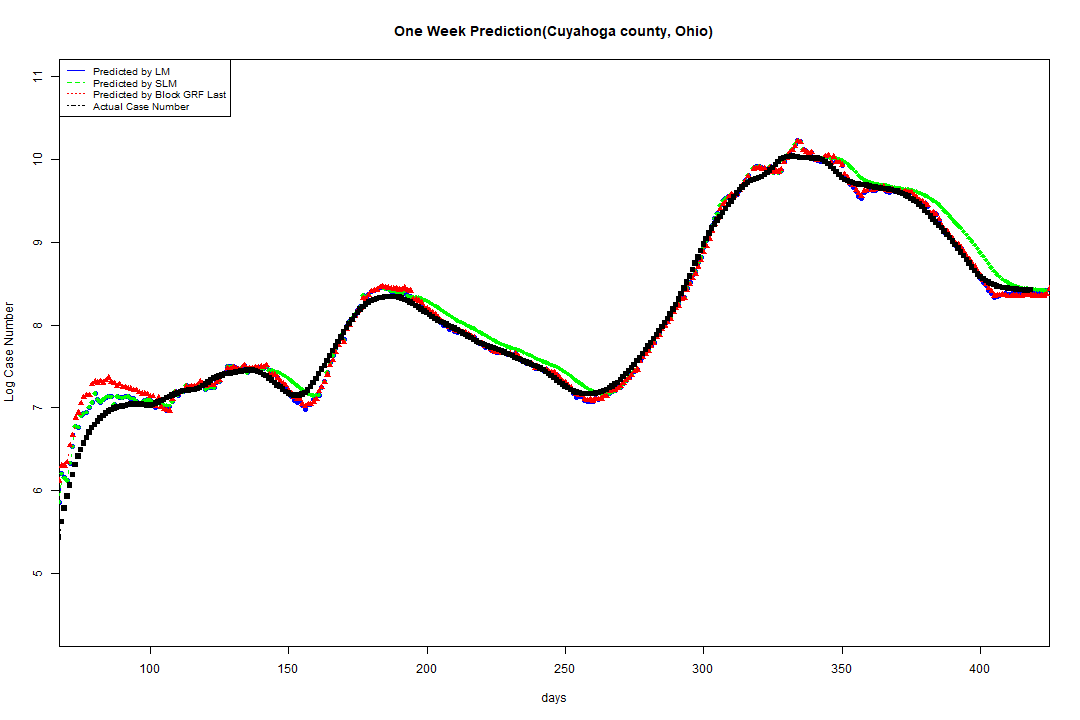 One Week Prediction(Cuyahoga county, Ohio)
Predicted by LM
Predicted by SLM
Predicted by Block GRF Last
Actual Case Number
11
10
9
8
7
6
5
Log Case Number
100 150 200 250 300 350 400
days